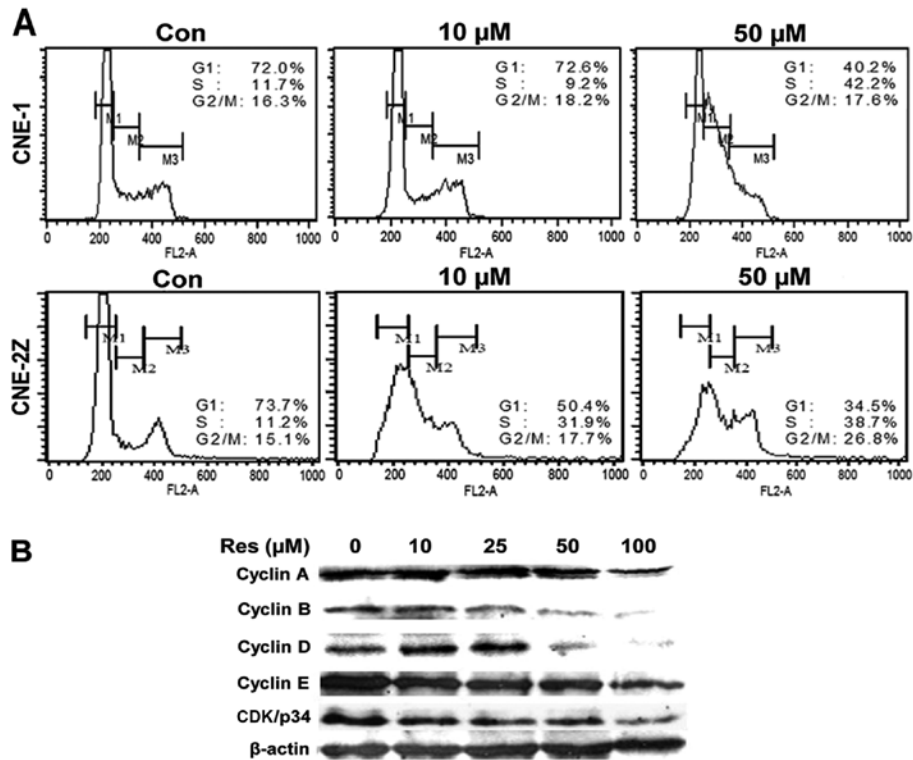 A
Con
10 µM
50 µM
CNE-1
G1: 72.0%
S : 11.7%
G2/M: 16.3%
M1
M2
M3
0 200 400 600 800 1000
FL2-A
G1: 72.6%
S : 9.2%
G2/M: 18.2%
M1
M2
M3
0 200 400 600 800 1000
FL2-A
G1: 40.2%
S : 42.2%
G2/M: 17.6%
M1
M2
M3
0 200 400 600 800 1000
FL2-A
Con
10 µM
50 µM
CNE-2Z
M1
M3
M2
G1: 73.7%
S : 11.2%
G2/M: 15.1%
0 200 400 600 800 1000
FL2-A
M1
M3
M2
G1: 50.4%
S : 31.9%
G2/M: 17.7%
0 200 400 600 800 1000
FL2-A
M1
M3
M2
G1: 34.5%
S : 38.7%
G2/M: 26.8%
0 200 400 600 800 1000
FL2-A
B
Res (µM) 0 10 25 50 100
Cyclin A
Cyclin B
Cyclin D
Cyclin E
CDK/p34
β-actin